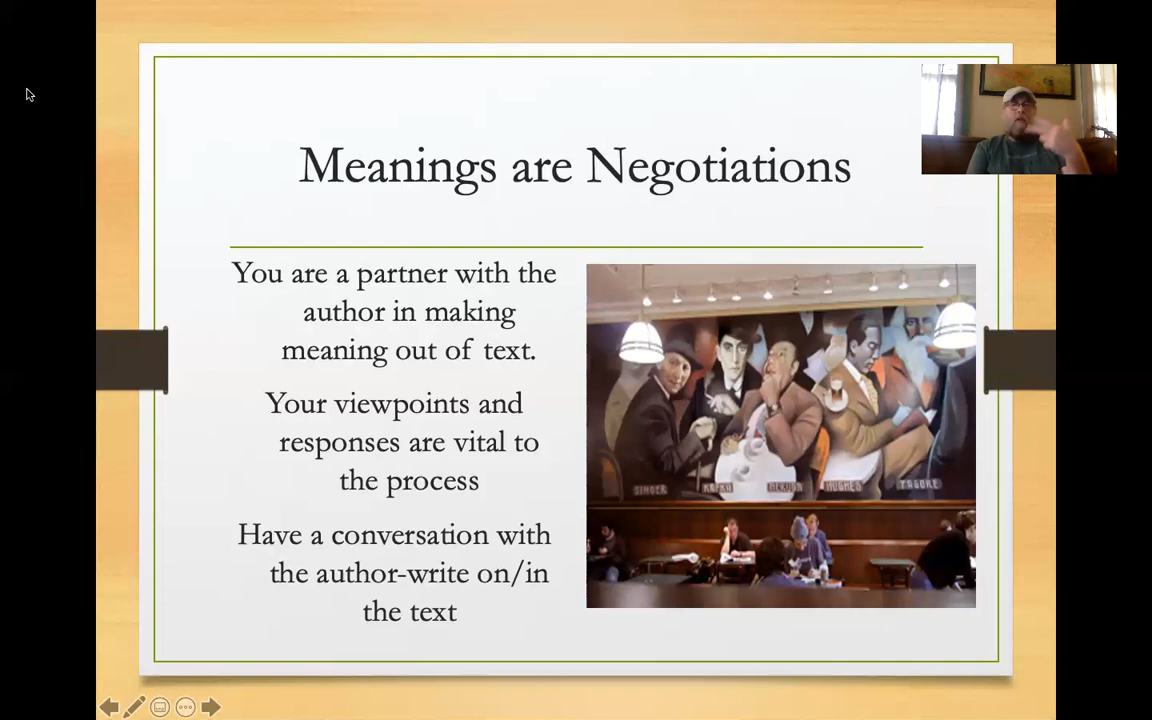 Meanings are Negotiations
You are a partner with the
author in making
meaning out of text.
Your viewpoints and
responses are vital to
the process
Have a conversation with
the author-write on/in
the text
SINGER
HUGHES
TAGORE